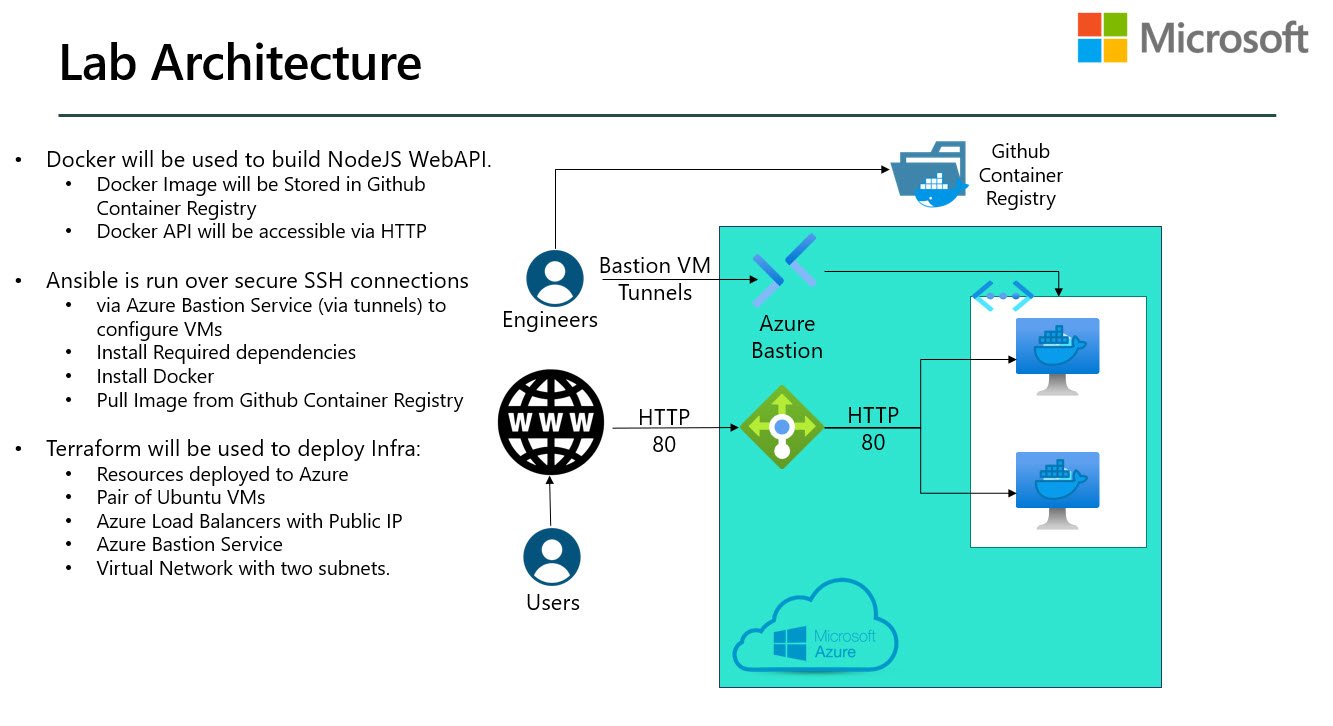 Lab Architecture
Microsoft
• Docker will be used to build NodeJS WebAPI.
• Docker Image will be Stored in Github
Container Registry
• Docker API will be accessible via HTTP
• Ansible is run over secure SSH connections
• via Azure Bastion Service (via tunnels) to
configure VMs
• Install Required dependencies
• Install Docker
• Pull Image from Github Container Registry
• Terraform will be used to deploy Infra:
• Resources deployed to Azure
• Pair of Ubuntu VMs
• Azure Load Balancers with Public IP
• Azure Bastion Service
• Virtual Network with two subnets.
Github
Container
Registry
Engineers
Bastion VM
Tunnels
Azure
Bastion
WWW
HTTP
80
HTTP
80
Users
Microsoft
Azure